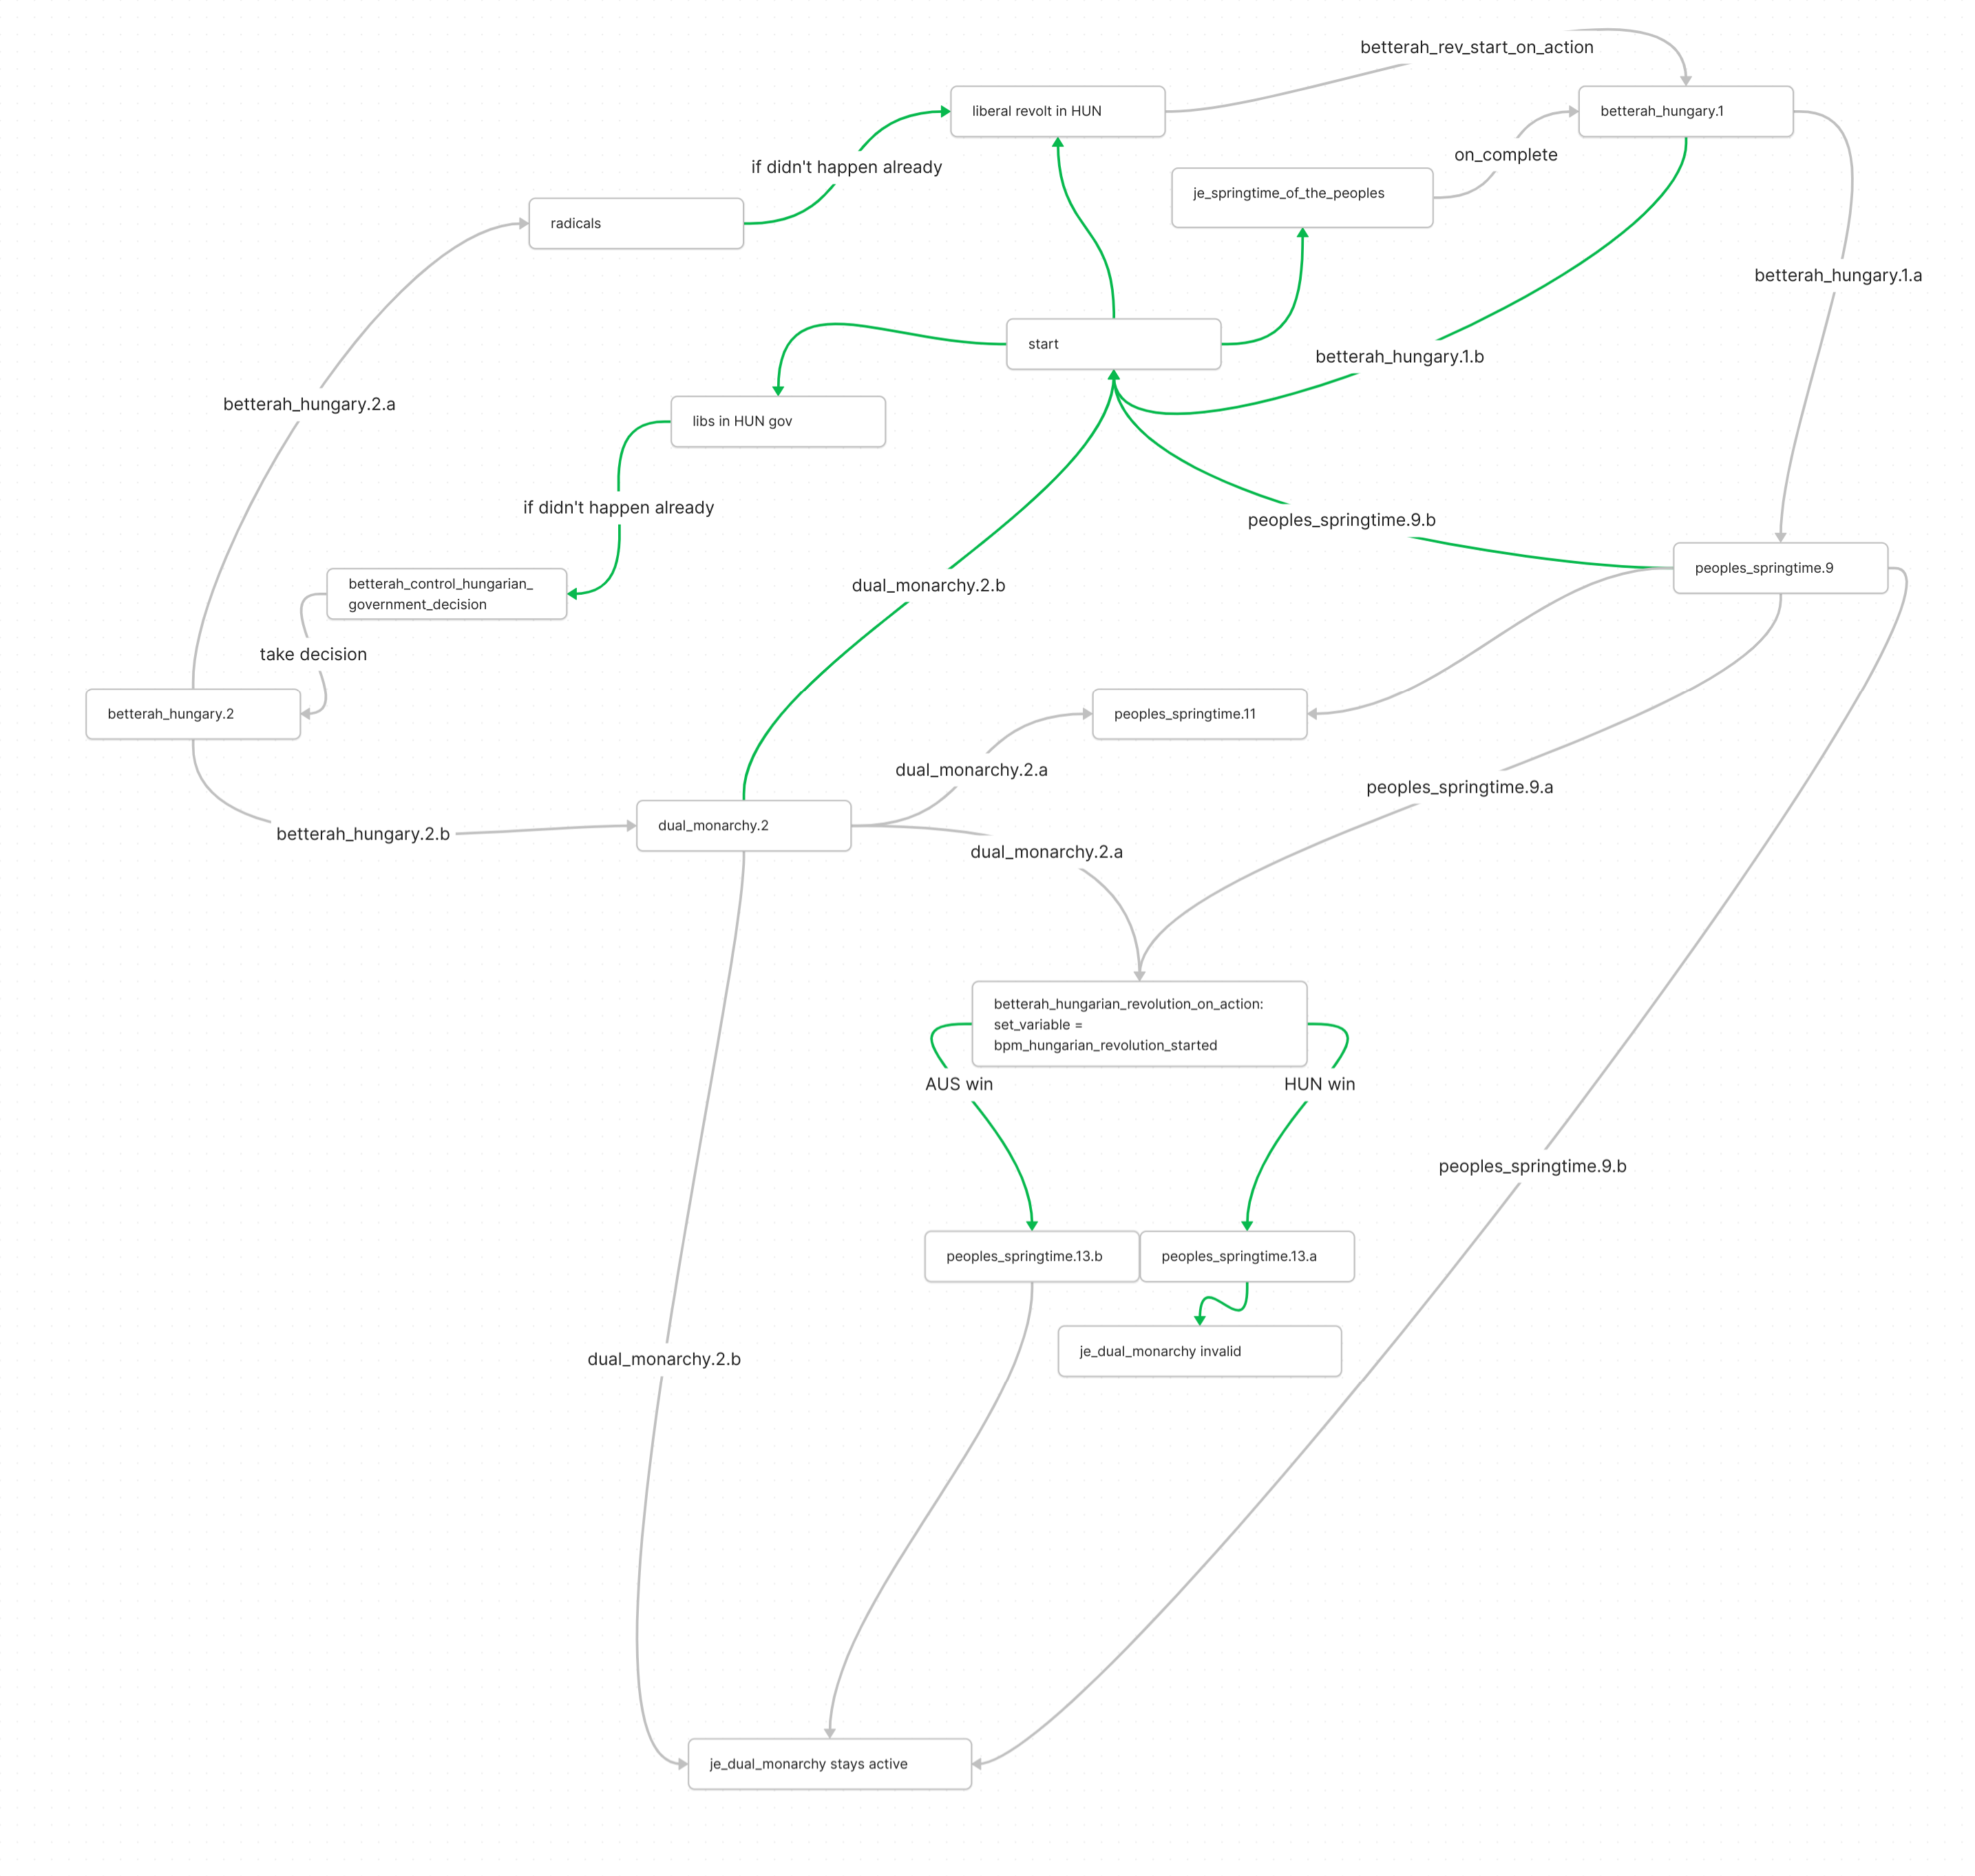 betterah_rev_start_on_action
liberal revolt in HUN
betterah_hungary.1
on_complete
if didn't happen already
je_springtime_of_the_peoples
radicals
betterah_hungary.1.a
start
betterah_hungary.1.b
betterah_hungary.2.a
libs in HUN gov
if didn't happen already
peoples_springtime.9.b
peoples_springtime.9
betterah_control_hungarian_
government_decision
dual_monarchy.2.b
take decision
betterah_hungary.2
peoples_springtime.11
dual_monarchy.2.a
peoples_springtime.9.a
betterah_hungary.2.b
dual_monarchy.2
dual_monarchy.2.a
betterah_hungarian_revolution_on_action:
set_variable =
bpm_hungarian_revolution_started
AUS win
HUN win
peoples_springtime.9.b
peoples_springtime.13.b
peoples_springtime.13.a
je_dual_monarchy invalid
dual_monarchy.2.b
je_dual_monarchy stays active